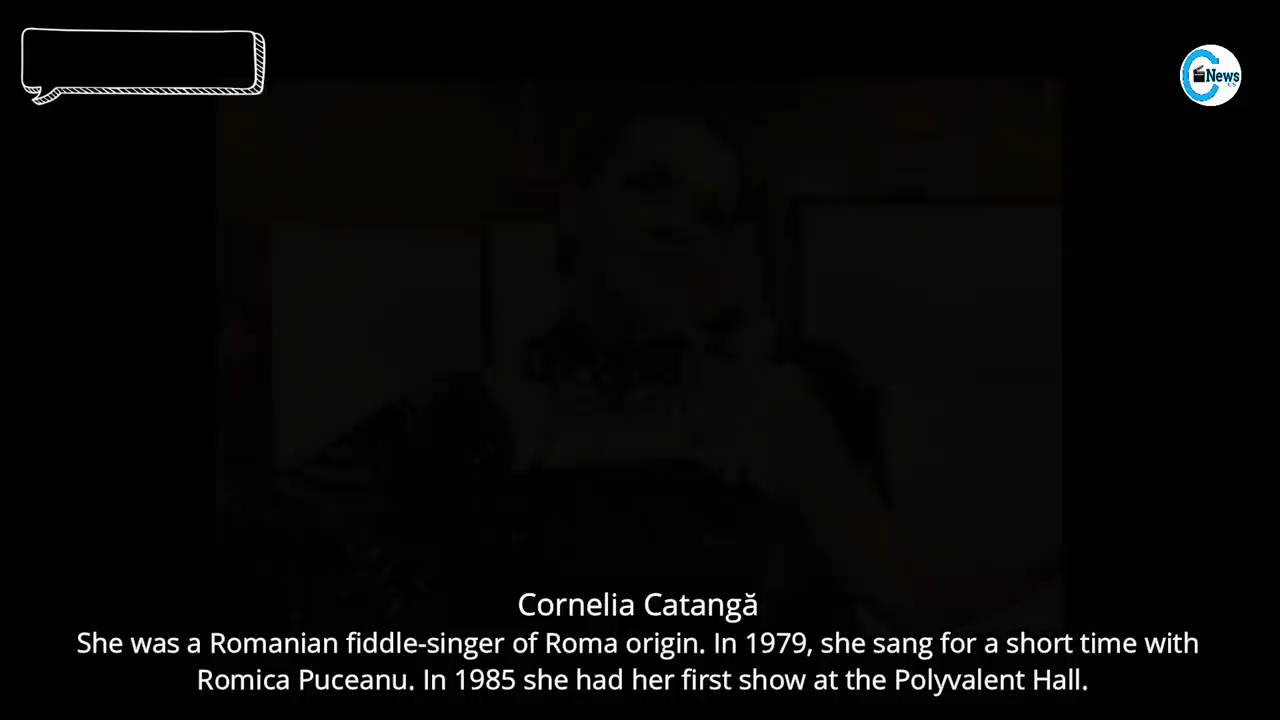 News
Cornelia Catangă
She was a Romanian fiddle-singer of Roma origin. In 1979, she sang for a short time with
Romica Puceanu. In 1985 she had her first show at the Polyvalent Hall.